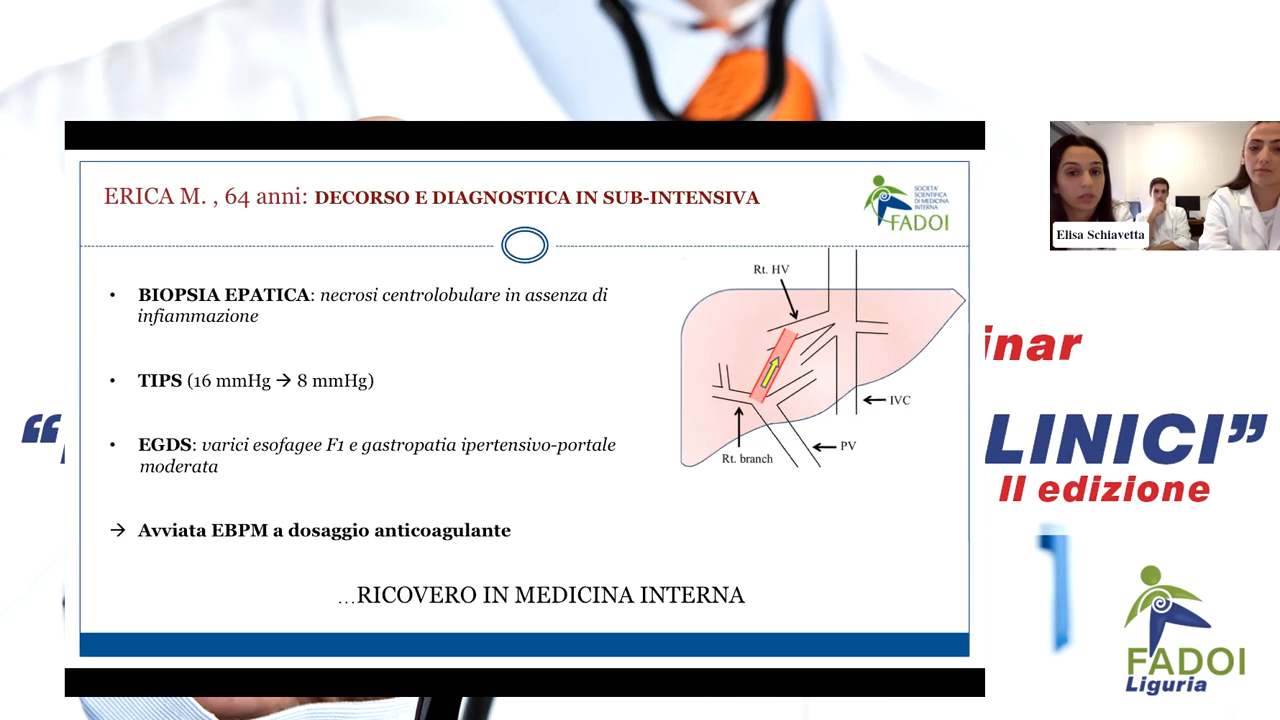 ERICA M. , 64 anni: DECORSO E DIAGNOSTICA IN SUB-INTENSIVA
SOCIETA'
SCIENTIFICA
DI MEDICINA
INTERNA
FADOI
• BIOPSIA EPATICA: necrosi centrolobulare in assenza di
infiammazione
• TIPS (16 mmHg → 8 mmHg)
• EGDS: varici esofagee F1 e gastropatia ipertensivo-portale
moderata
→ Avviata EBPM a dosaggio anticoagulante
...RICOVERO IN MEDICINA INTERNA
Rt. HV
IVC
PV
Rt. branch
Elisa Schiavetta
inar
“
LINICI”
II edizione
FADOI
Liguria